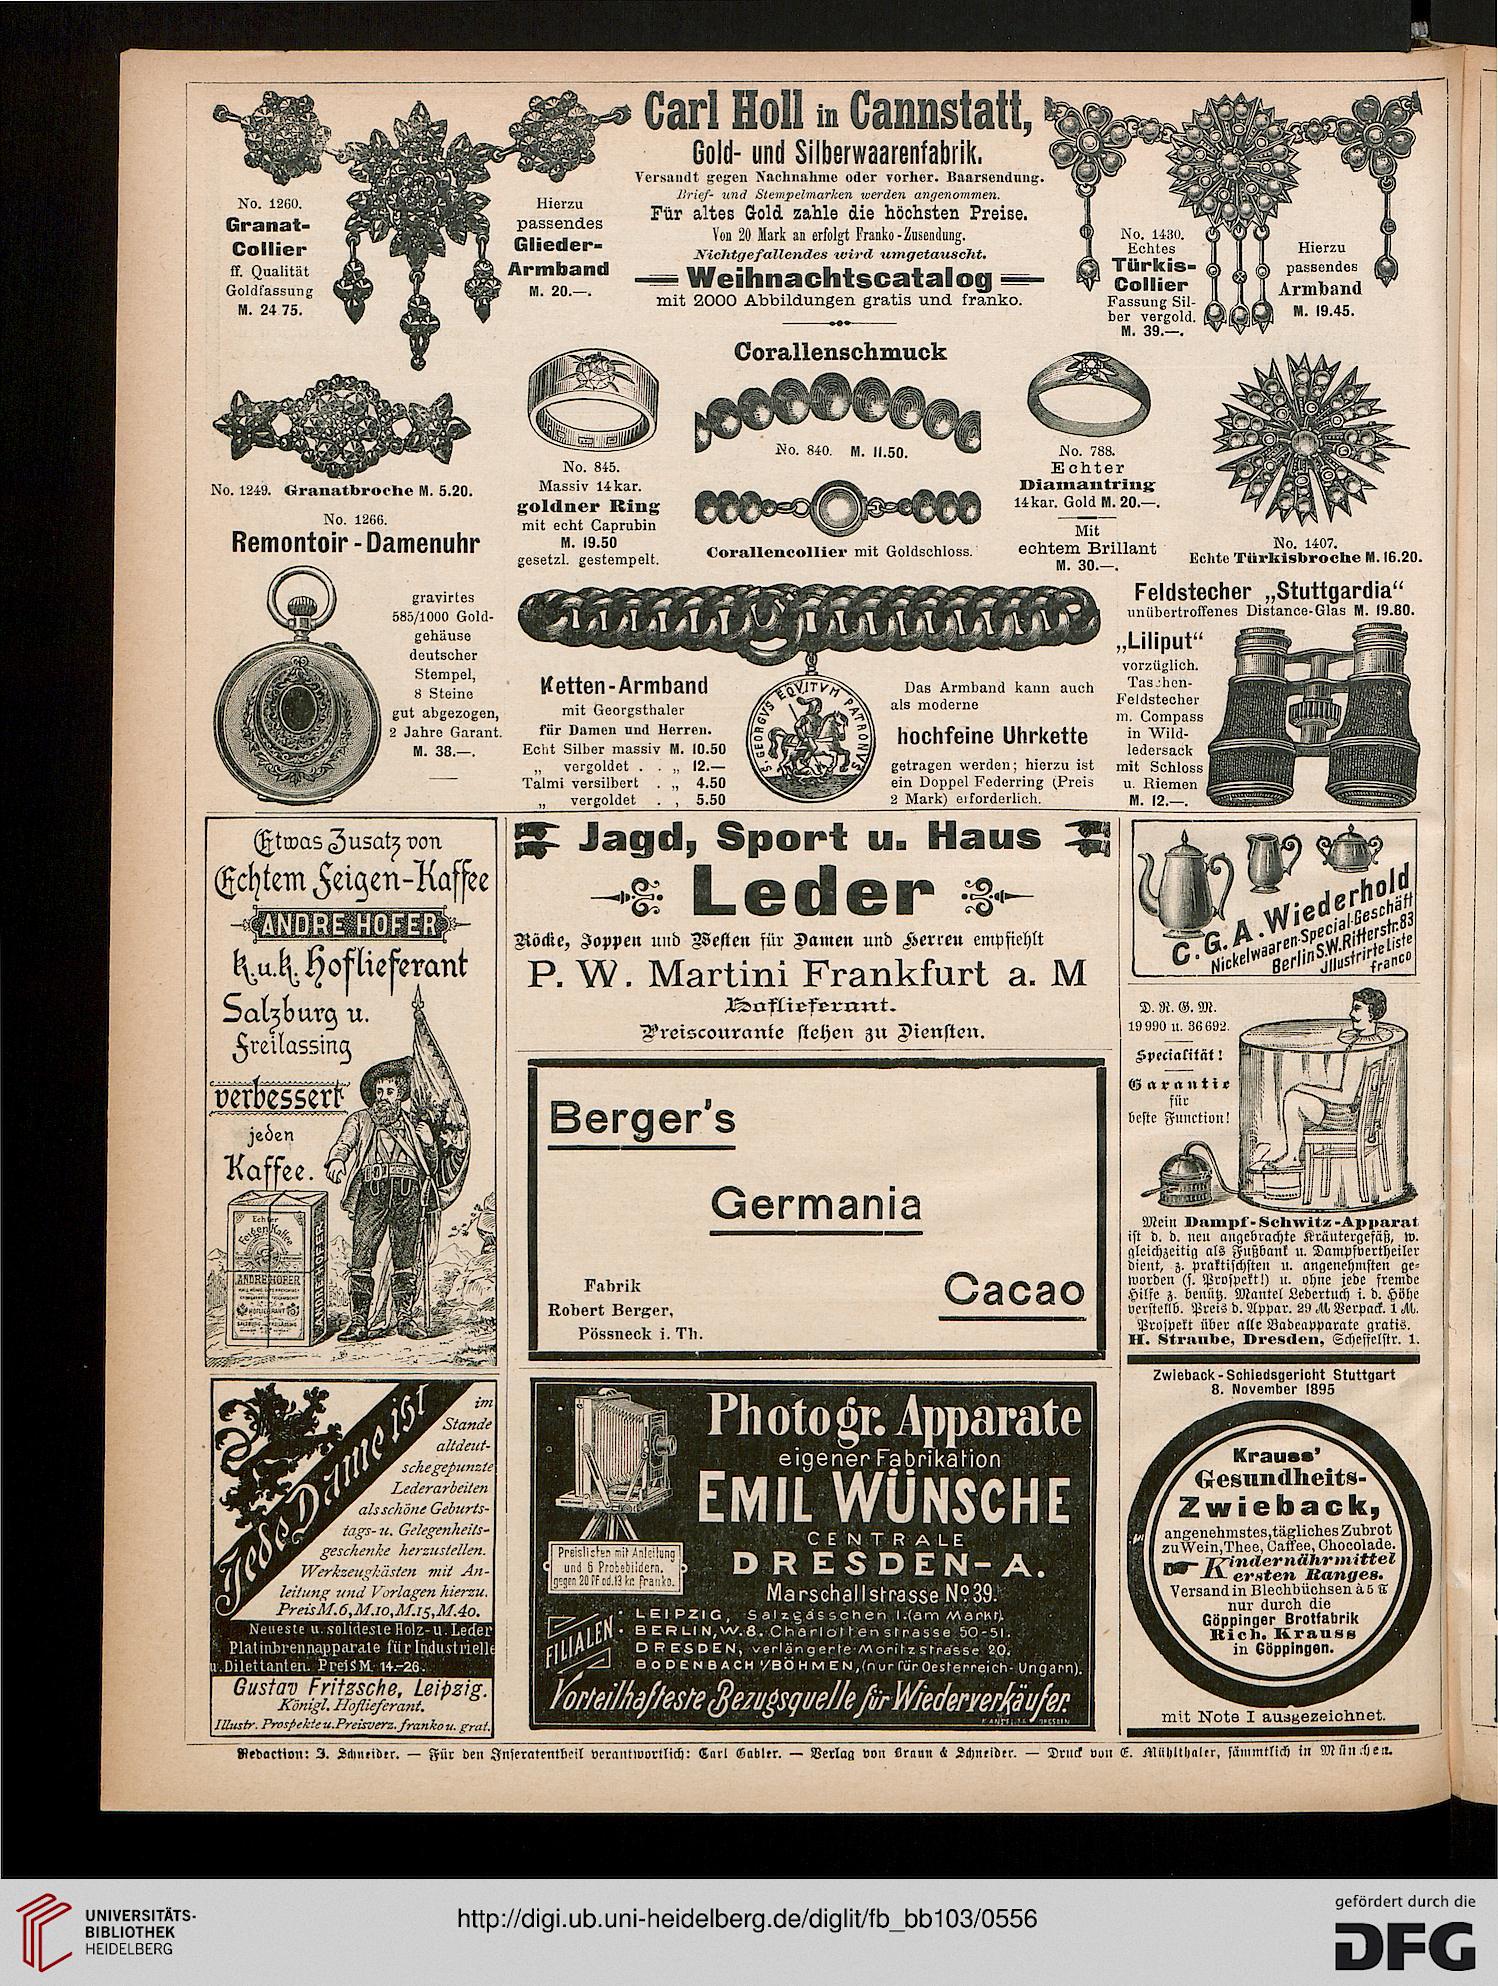 Carl Holl in Cannstatt,
Gold- und Silberwaarenfabrik.
Versandt gegen Nachnahme oder vorher. Baarsendung.
Brief- und Stempelmarken werden angenommen.
Für altes Gold zahle die höchsten Preise.
Von 20 Mark an erfolgt Franko-Zusendung.
Nichtgefallendes wird umgetauscht.
Weihnachtscatalog
mit 2000 Abbildungen gratis und franko.
No. 1260.
Granat-
Collier
ff. Qualität
Goldfassung
M. 24 75.
Hierzu
passendes
Glieder-
Armband
M. 20.—.
No. 1430.
Echtes
Türkis-
Collier
Fassung Sil-
ber vergold.
M. 39.—.
Hierzu
passendes
Armband
M. 19.45.
No. 1249. Granatbroche M. 5.20.
No. 845.
Massiv 14kar.
goldner Ring
mit echt Caprubin
M. 19.50
gesetzl. gestempelt.
Corallenschmuck
No. 840. M. 11.50.
Corallencollier mit Goldschloss.
No. 788.
Echter
Diamantring
14kar. Gold M. 20.—.
Mit
echtem Brillant
M. 30.—.
No. 1407.
Echte Türkisbroche M. 16.20.
No. 1266.
Remontoir-Damenuhr
gravirtes
585/1000 Gold-
gehäuse
deutscher
Stempel,
8 Steine
gut abgezogen,
2 Jahre Garant.
M. 38.—.
Ketten-Armband
mit Georgsthaler
für Damen und Herren.
Echt Silber massiv M. 10.50
„ vergoldet . . „ 12.—
Talmi versilbert . „ 4.50
„ vergoldet . , 5.50
S. GEORGVS EQVITVM PATRONVS
Das Armband kann auch
als moderne
hochfeine Uhrkette
getragen werden; hierzu ist
ein Doppel Federring (Preis
2 Mark) erforderlich.
Feldstecher „Stuttgardia“
unübertroffenes Distance-Glas M. 19.80.
„Liliput“
vorzüglich.
Taschen-
Feldstecher
m. Compass
in Wild-
ledersack
mit Schloss
u. Riemen
M. 12.—.
Etwas Zusatz von
Echtem Feigen-Kaffee
ANDRE HOFER
k.u.k. Hoflieferant
Salzburg u.
Freilassing
verbessert
jeden
Kaffee.
Echter
Feigen Kaffee
ANDRE HOFER
ANDRE HOFER
Jagd, Sport u. Haus
Leder
Röcke, Joppen und Westen für Damen und Herren empfiehlt
P. W. Martini Frankfurt a. M
Hoflieferant.
Preiscourante stehen zu Diensten.
C. G. A. Wiederhold
Nickelwaaren-Special-Geschäft
Berlin S.W. Ritterstr. 83
Jllustrirte Liste
franco
Berger's
Germania
Cacao
Fabrik
Robert Berger,
Pössneck i. Th.
D. R. G. M.
19990 u. 36692.
Specialität!
Garantie
für
beste Function!
Mein Dampf-Schwitz-Apparat
ist d. d. neu angebrachte Kräutergefäß, w.
gleichzeitig als Fußbank u. Dampfvertheiler
dient, z. praktischsten u. angenehmsten ge-
worden (s. Prospekt!) u. ohne jede fremde
Hilfe z. benütz. Mantel Ledertuch i. d. Höhe
verstellb. Preis d. Appar. 29 M Verpack. 1 M.
Prospekt über alle Badeapparate gratis.
H. Straube, Dresden, Scheffelstr. 1.
Jede Dame ist
im
Stande
altdeut-
sche gepunzte
Lederarbeiten
als schöne Geburts-
tags- u. Gelegenheits-
geschenke herzustellen.
Werkzeugkästen mit An-
leitung und Vorlagen hierzu.
Preis M. 6, M. 10, M. 15, M. 40.
Neueste u. solideste Holz- u. Leder
Platinbrennapparate für Industrielle
u. Dilettanten. Preis M. 14.-26.
Gustav Fritzsche, Leipzig.
Königl. Hoflieferant.
Illustr. Prospekte u. Preisverz. franko u. grat.
Photogr. Apparate
eigener Fabrikation
EMIL WÜNSCHE
CENTRALE
DRESDEN-A.
Marschallstrasse No 39.
Preislisten mit Anleitung
und 6 Probebildern.
gegen 20 Pf od. 13 kr. franko.
FILIALEN
LEIPZIG, Salzgässchen 1. (am Markt).
BERLIN, W. 8. Charlottenstrasse 50-51.
DRESDEN, verlängerte Moritzstrasse 20.
BODENBACH i/BÖHMEN, (nur für Oesterreich-Ungarn).
Vorteilhafteste Bezugsquelle für Wiederverkäufer.
Zwieback-Schiedsgericht Stuttgart
8. November 1895
Krauss'
Gesundheits-
Zwieback,
angenehmstes, tägliches Zubrot
zu Wein, Thee, Caffee, Chocolade.
Kindernährmittel
ersten Ranges.
Versand in Blechbüchsen à 5 ℔
nur durch die
Göppinger Brotfabrik
Rich. Krauss
in Göppingen.
mit Note I ausgezeichnet.
Redaction: J. Schneider. — Für den Inseratentheil verantwortlich: Carl Gabler. — Verlag von Braun & Schneider. — Druck von E. Mühlthaler, sämmtlich in München.
UNIVERSITÄTS-
BIBLIOTHEK
HEIDELBERG
http://digi.ub.uni-heidelberg.de/diglit/fb_bb103/0556
gefördert durch die
DFG